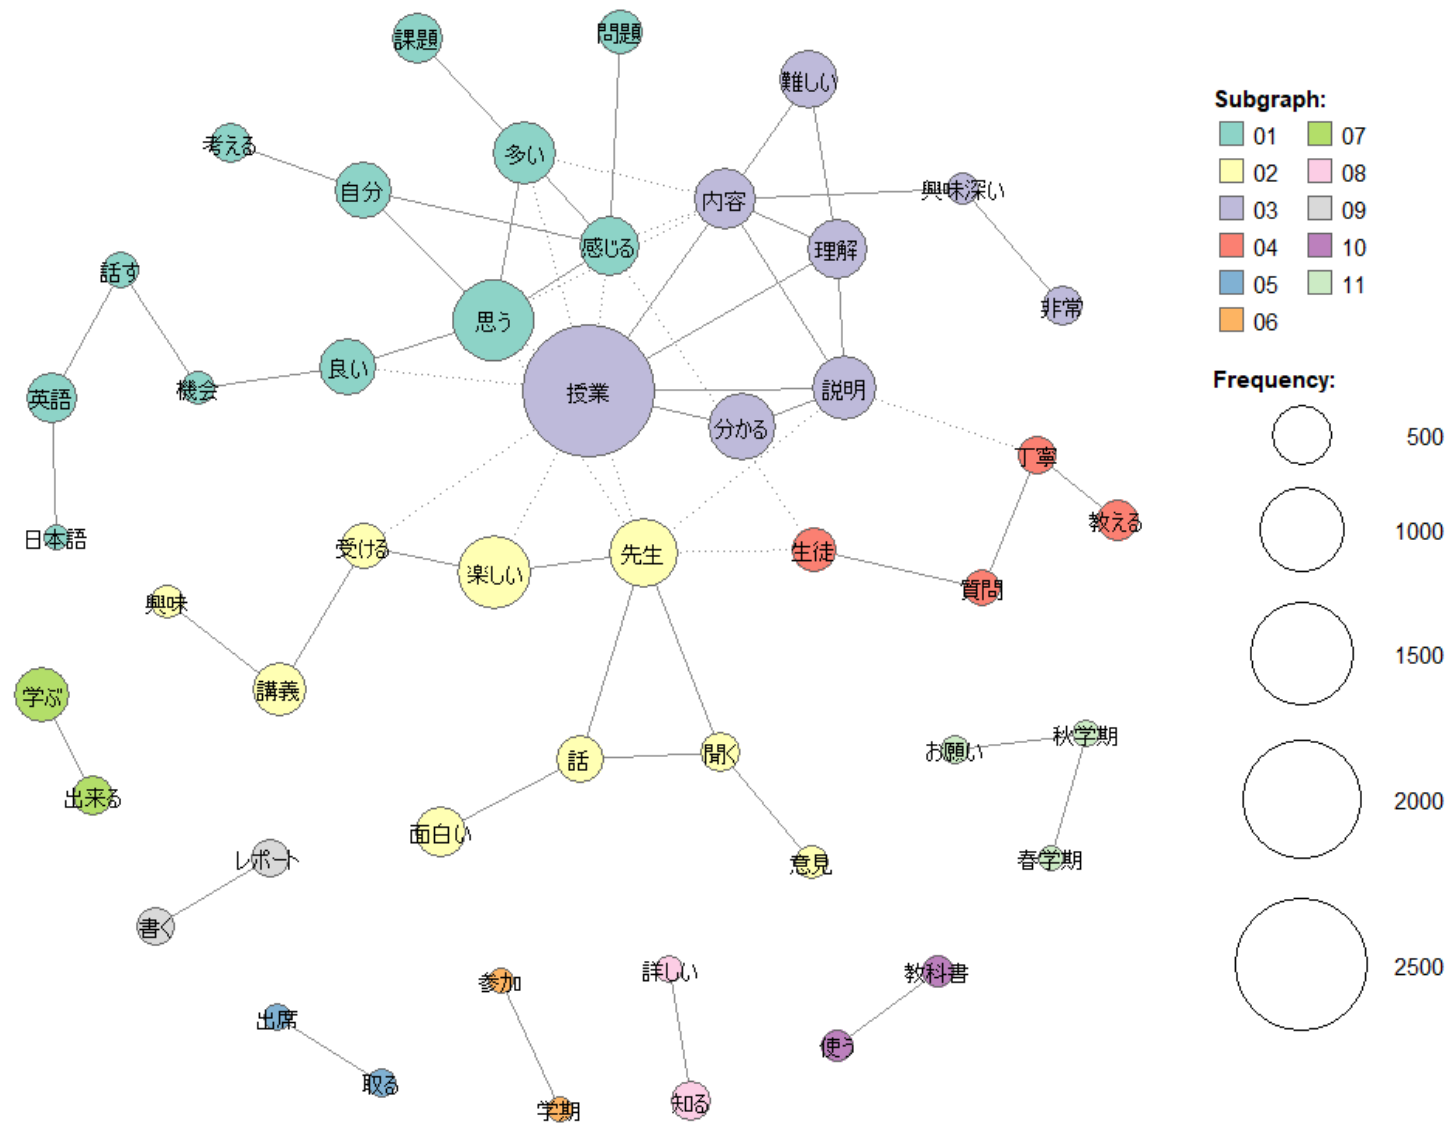 課題
問題
難しい
考える
多い
自分
内容
興味深い
感じる
理解
話す
非常
思う
良い
機会
英語
授業
説明
分かる
日本語
丁寧
教える
受ける
楽しい
先生
生徒
質問
興味
講義
学ぶ
出来る
話
聞く
面白い
意見
お願い
秋学期
春学期
レポート
書く
参加
学期
詳しい
知る
教科書
使う
出席
取る
Subgraph:
01 07
02 08
03 09
04 10
05 11
06
Frequency:
500
1000
1500
2000
2500